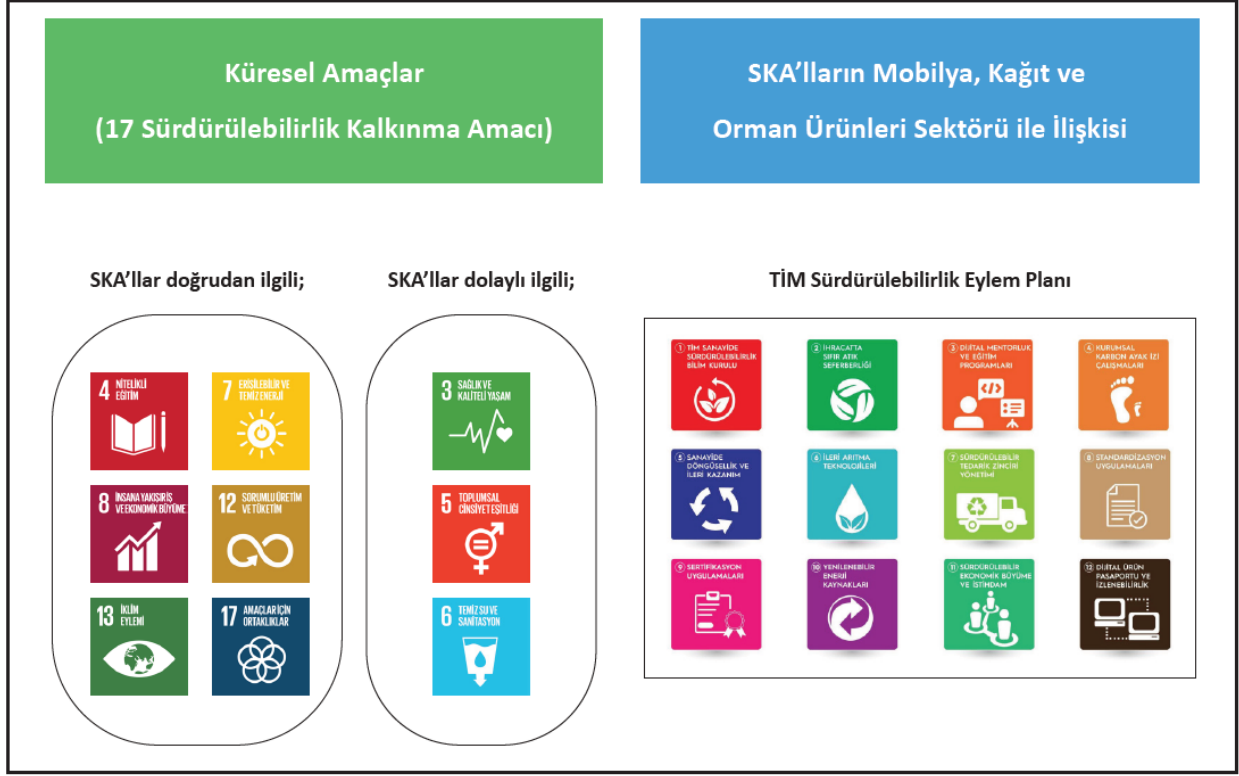 Küresel Amaçlar
(17 Sürdürülebilirlik Kalkınma Amacı)
SKA'lların Mobilya, Kağıt ve
Orman Ürünleri Sektörü ile İlişkisi
SKA'llar doğrudan ilgili;
4 NİTELİKLİ
EĞİTİM
7 ERİŞİLEBİLİR VE
TEMİZ ENERJİ
8 İNSANA YAKIŞIR İŞ
VE EKONOMİK BÜYÜME
12 SORUMLU ÜRETİM
VE TÜKETİM
13 İKLİM
EYLEMİ
17 AMAÇLAR İÇİN
ORTAKLIKLAR
SKA'llar dolaylı ilgili;
3 SAĞLIK VE
KALİTELİ YAŞAM
5 TOPLUMSAL
CİNSİYET EŞİTLİĞİ
6 TEMİZ SU VE
SANİTASYON
TİM Sürdürülebilirlik Eylem Planı
1 TİM SANAYİDE
SÜRDÜRÜLEBİLİRLİK
BİLİM KURULU
2 İHRACATTA
SIFIR ATIK
SEFERBERLİĞİ
3 DİJİTAL MENTORLUK
VE EĞİTİM
PROGRAMLARI
4 KURUMSAL
KARBON AYAK İZİ
ÇALIŞMALARI
5 SANAYİDE
DÖNGÜSELLİK VE
İLERİ KAZANIM
6 İLERİ ARITMA
TEKNOLOJİLERİ
7 SÜRDÜRÜLEBİLİR
TEDARİK ZİNCİRİ
YÖNETİMİ
8 STANDARDİZASYON
UYGULAMALARI
9 SERTİFİKASYON
UYGULAMALARI
10 YENİLENEBİLİR
ENERJİ
KAYNAKLARI
11 SÜRDÜRÜLEBİLİR
EKONOMİK BÜYÜME
VE İSTİHDAM
12 DİJİTAL ÜRÜN
PASAPORTU VE
İZLENEBİLİRLİK